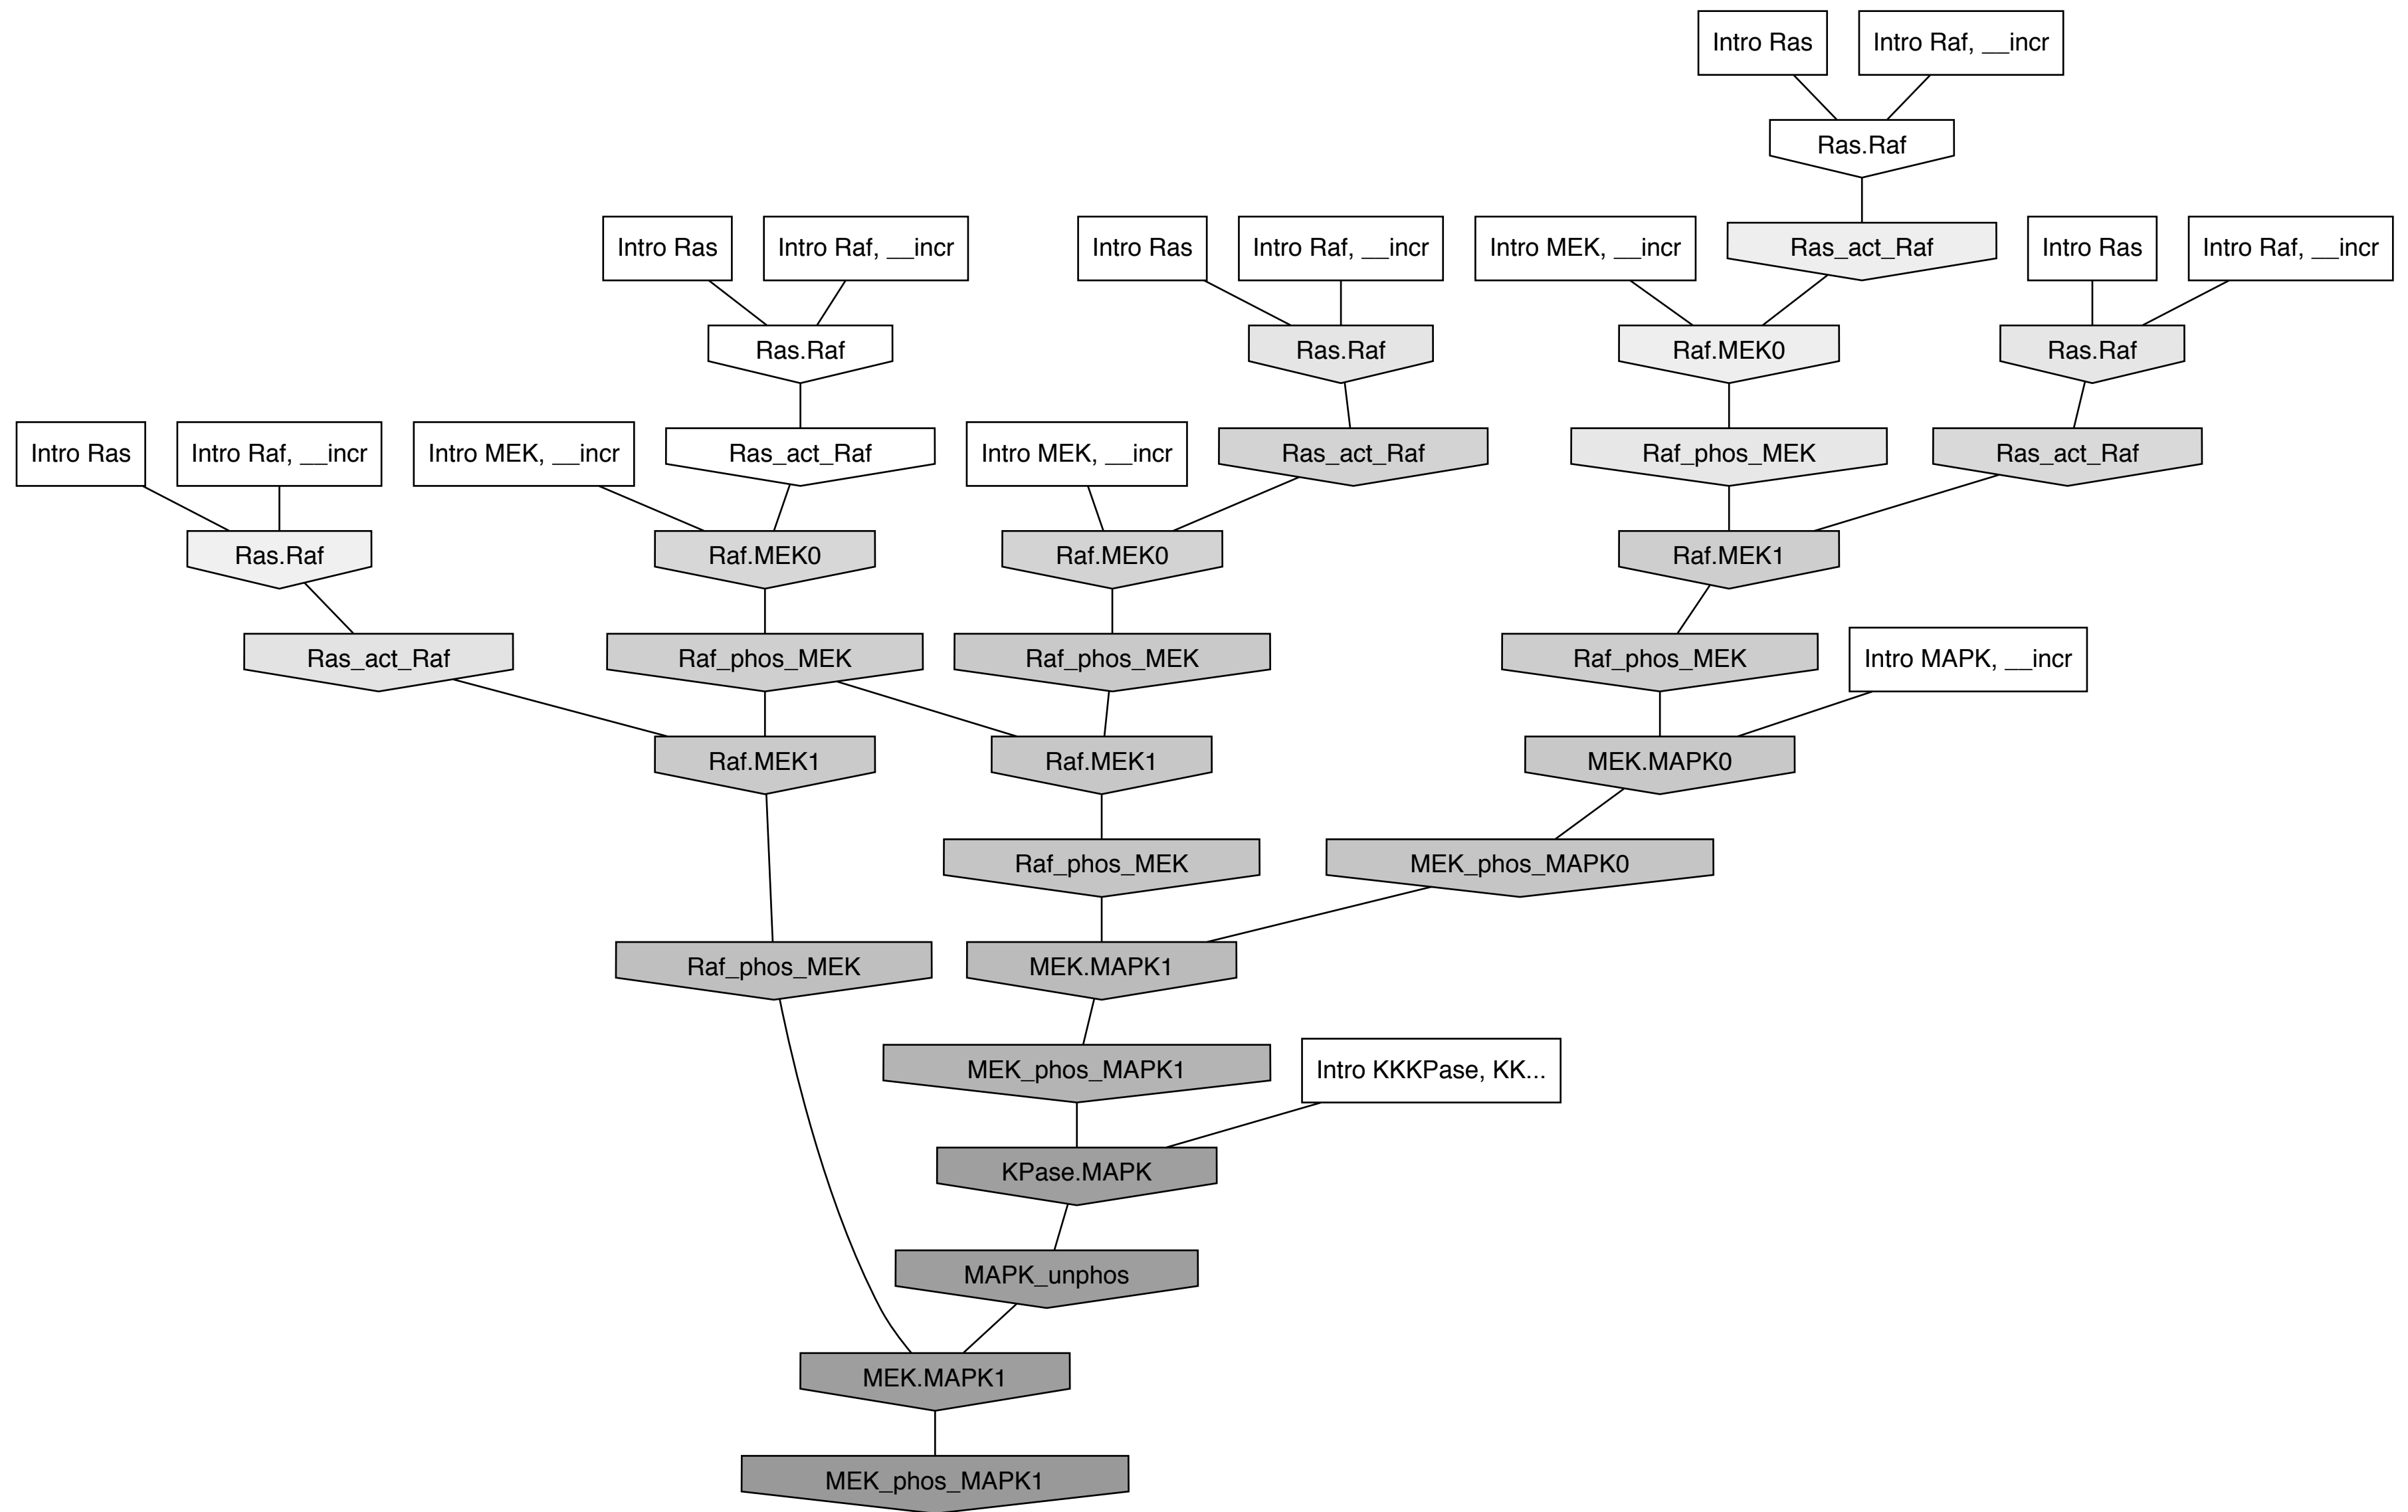 Intro Ras
Intro Raf, __incr
Ras.Raf
Intro Ras
Intro Raf, __incr
Intro Ras
Intro Raf, __incr
Intro MEK, __incr
Ras_act_Raf
Intro Ras
Intro Raf, __incr
Ras.Raf
Ras.Raf
Raf.MEK0
Ras.Raf
Intro Ras
Intro Raf, __incr
Intro MEK, __incr
Ras_act_Raf
Intro MEK, __incr
Ras_act_Raf
Raf_phos_MEK
Ras_act_Raf
Ras.Raf
Raf.MEK0
Raf.MEK0
Raf.MEK1
Ras_act_Raf
Raf_phos_MEK
Raf_phos_MEK
Raf_phos_MEK
Intro MAPK, __incr
Raf.MEK1
Raf.MEK1
MEK.MAPK0
Raf_phos_MEK
MEK_phos_MAPK0
Raf_phos_MEK
MEK.MAPK1
MEK_phos_MAPK1
Intro KKKPase, KK...
KPase.MAPK
MAPK_unphos
MEK.MAPK1
MEK_phos_MAPK1